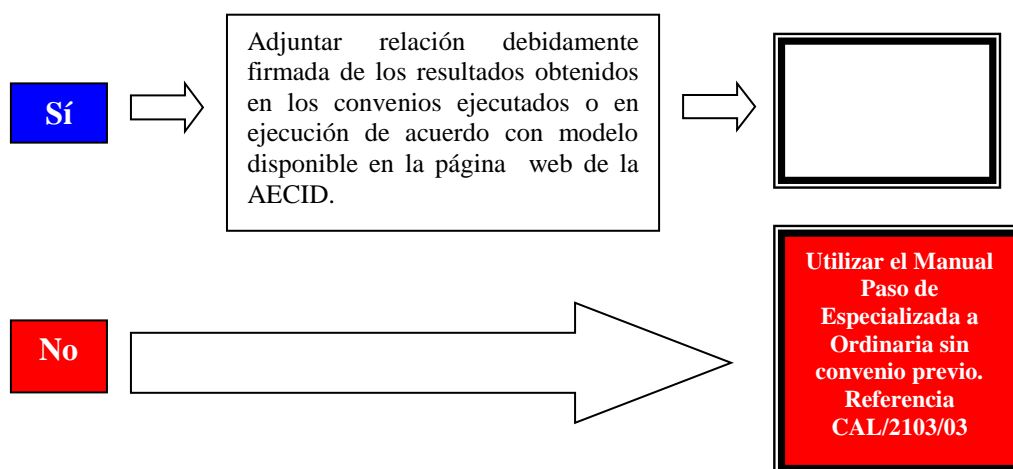 Sí
Adjuntar relación debidamente
firmada de los resultados obtenidos
en los convenios ejecutados o en
ejecución de acuerdo con modelo
disponible en la página web de la
AECID.
No
Utilizar el Manual
Paso de
Especializada a
Ordinaria sin
convenio previo.
Referencia
CAL/2103/03